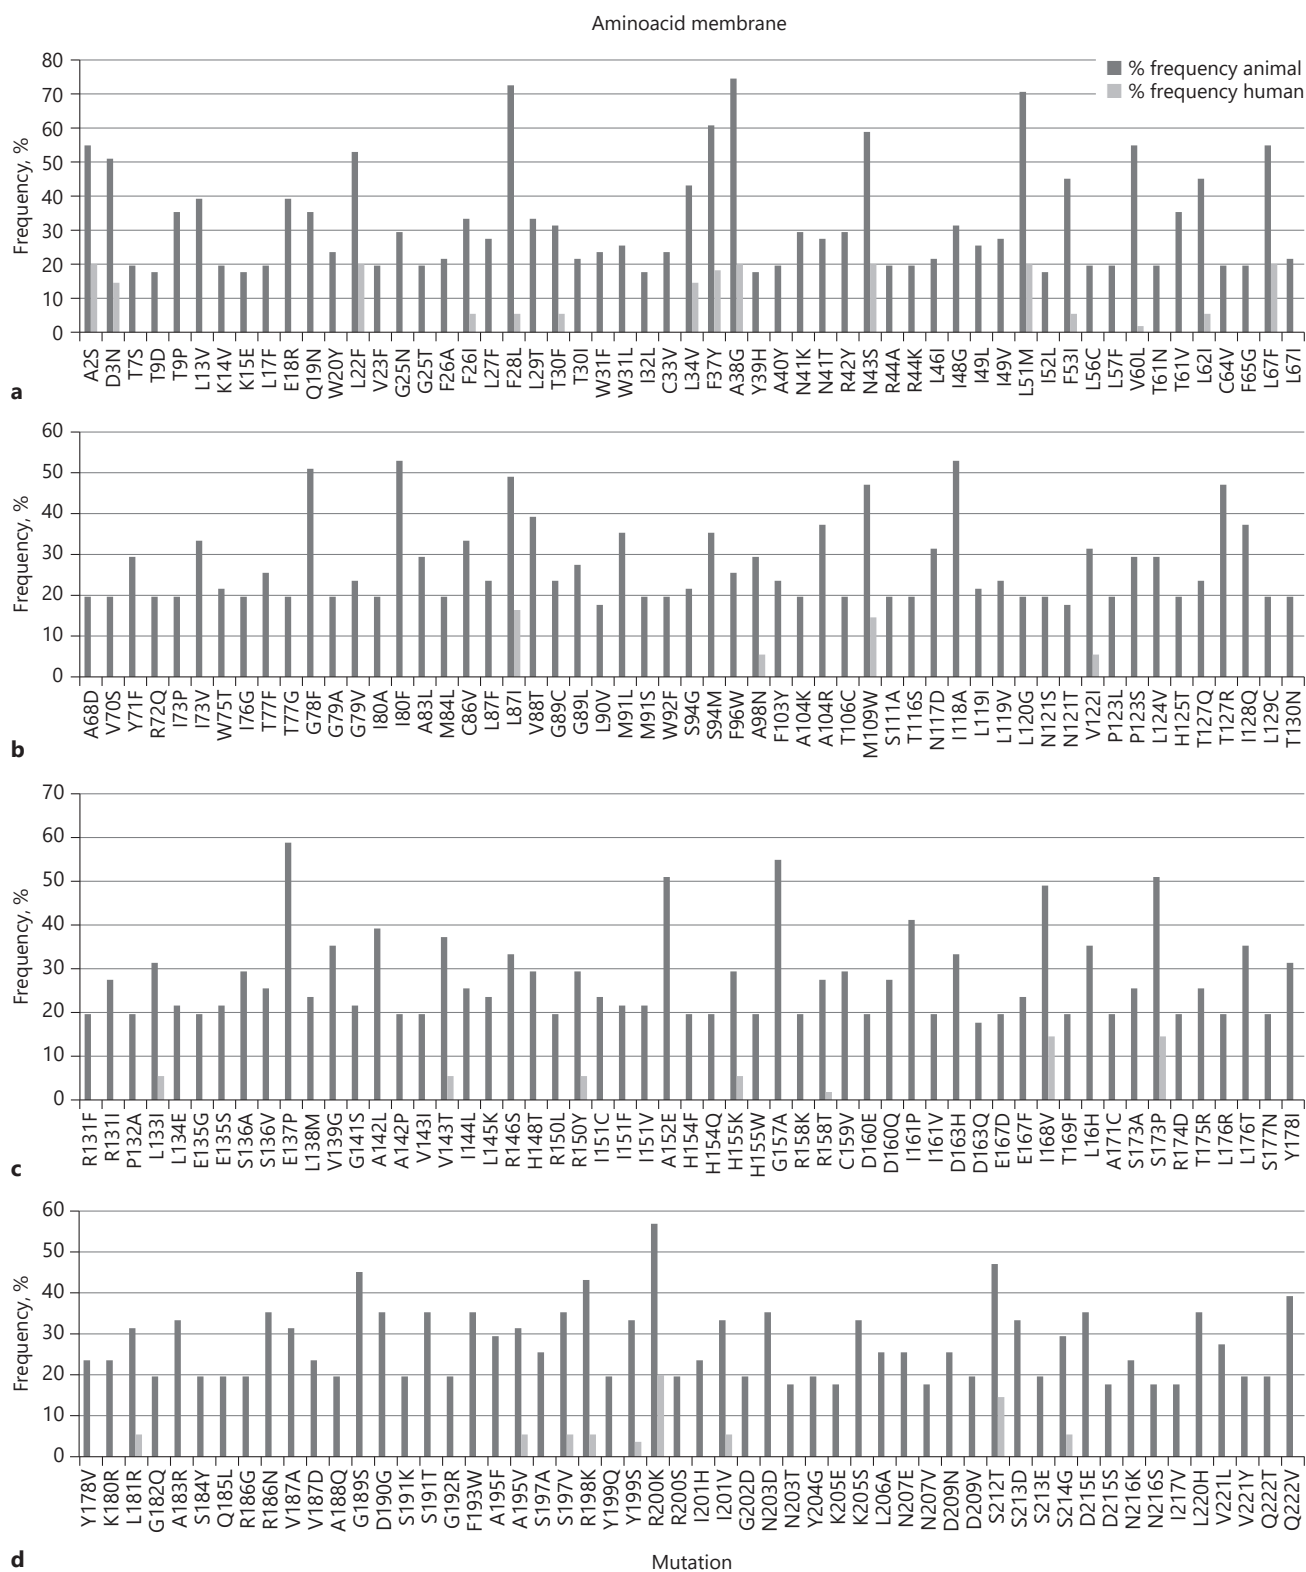 Aminoacid membrane
% frequency animal
% frequency human
Frequency, %
80
70
60
50
40
30
20
10
0
A2S D3N T7S T9D T9P L13V K14V K15E L17F E18R Q19N W20Y L22F V23F G25N G25T F26A F26I L27F F28L L29T T30F T30I W31F W31L I32L C33V L34V F37Y A38G Y39H A40Y N41K N41T R42Y N43S R44A R44K L46I I48G I49L I49V L51M I52L F53I L56C L57F V60L T61N T61V L62I C64V F65G L67F L67I
a
Frequency, %
60
50
40
30
20
10
0
A68D V70S Y71F R72Q I73P I73V W75T I76G T77F T77G G78F G79A G79V I80A I80F A83L M84L C86V L87F L87I V88T G89C G89L L90V M91L M91S W92F S94G S94M F96W A98N F103Y A104K A104R T106C M109W S111A T116S N117D I118A L119I L119V L120G N121S N121T V122I P123L P123S L124V H125T T127Q T127R I128Q L129C T130N
b
Frequency, %
70
60
50
40
30
20
10
0
R131F R131I P132A L133I L134E E135G E135S S136A S136V E137P L138M V139G G141S A142L A142P V143I V143T I144L L145K R146S H148T R150L R150Y I151C I151F I151V A152E H154F H154Q H155K H155W G157A R158K R158T C159V D160E D160Q I161P I161V D163H D163Q E167D E167F I168V T169F L16H A171C S173A S173P R174D T175R L176R L176T S177N Y178I
c
Frequency, %
60
50
40
30
20
10
0
Y178V K180R L181R G182Q A183R S184Y Q185L R186G R186N V187A V187D A188Q G189S D190G S191K S191T G192R F193W A195F A195V S197A S197V R198K Y199Q Y199S R200K R200S I201H I201V G202D N203D N203T Y204G K205E K205S L206A N207E N207V D209N D209V S212T S213D S213E S214G D215E D215S N216K N216S I217V L220H V221L V221Y Q222T Q222V
d
Mutation